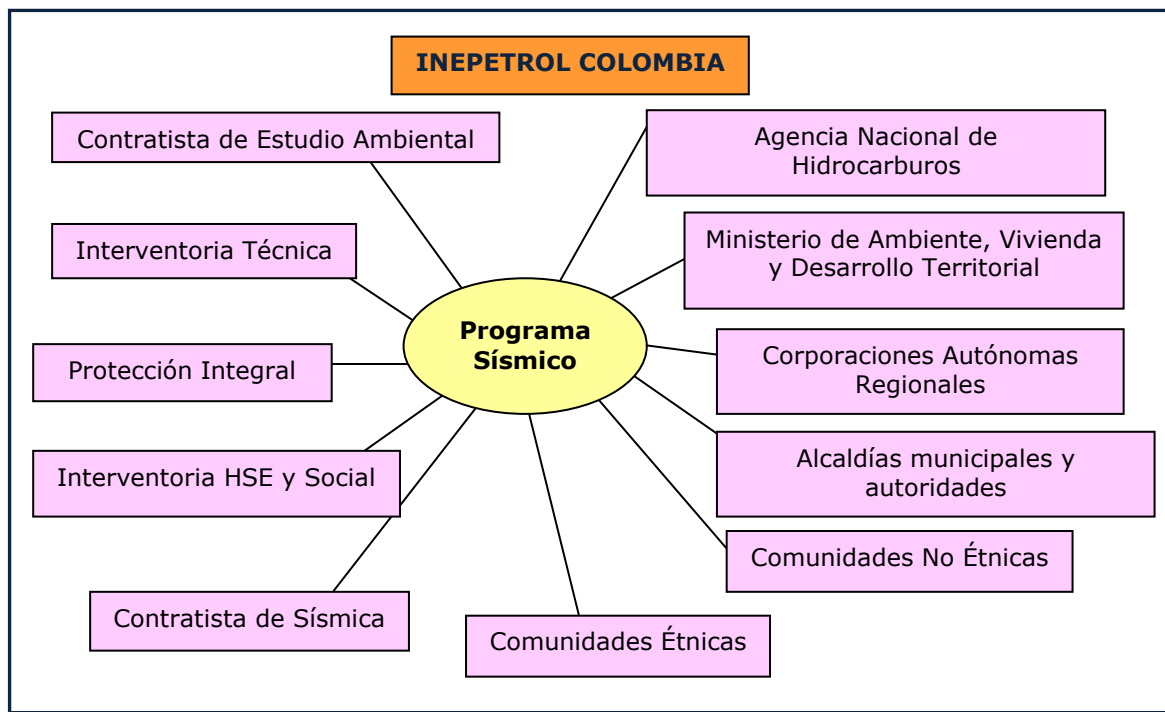 INEPETROL COLOMBIA
Contratista de Estudio Ambiental
Agencia Nacional de
Hidrocarburos
Interventoria Técnica
Ministerio de Ambiente, Vivienda
y Desarrollo Territorial
Programa
Sísmico
Protección Integral
Corporaciones Autónomas
Regionales
Interventoria HSE y Social
Alcaldías municipales y
autoridades
Comunidades No Étnicas
Contratista de Sísmica
Comunidades Étnicas